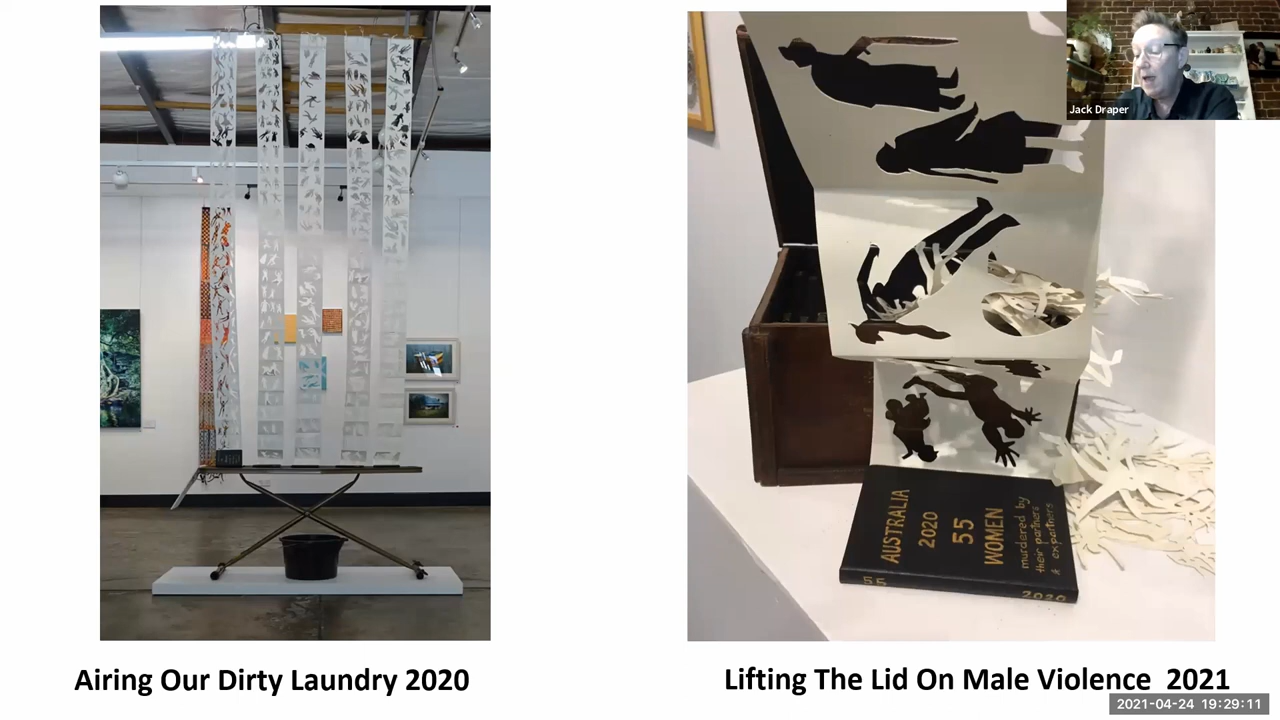 Jack Draper
AUSTRALIA
2020
55
WOMEN
murdered by
their partners
& expartners
55
2020
Airing Our Dirty Laundry 2020
Lifting The Lid On Male Violence  2021
2021-04-24 19:29:11